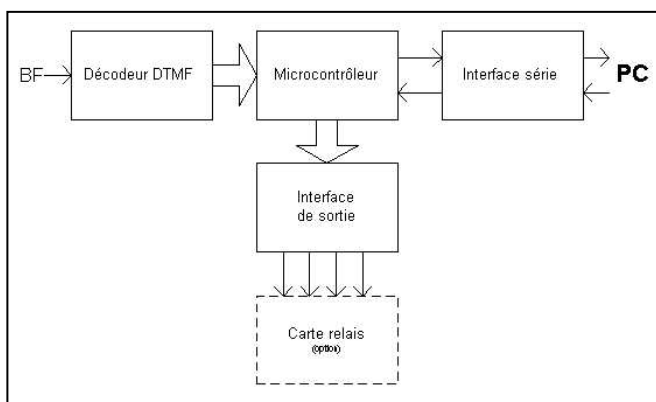 BF
Décodeur DTMF
Microcontrôleur
Interface série
PC
Interface
de sortie
Carte relais
(option)